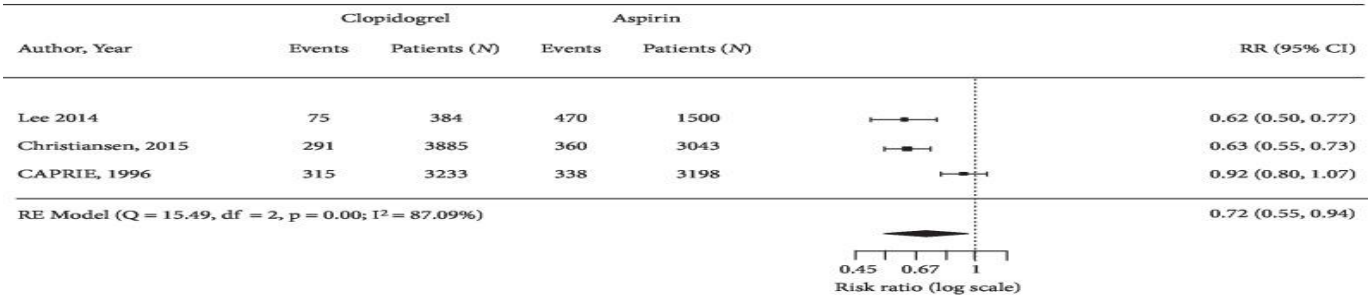 Clopidogrel Aspirin
Author, Year Events Patients (N) Events Patients (N) RR (95% CI)
Lee 2014 75 384 470 1500 0.62 (0.50, 0.77)
Christiansen, 2015 291 3885 360 3043 0.63 (0.55, 0.73)
CAPRIE, 1996 315 3233 338 3198 0.92 (0.80, 1.07)
RE Model (Q = 15.49, df = 2, p = 0.00; I² = 87.09%) 0.72 (0.55, 0.94)
0.45 0.67 1
Risk ratio (log scale)